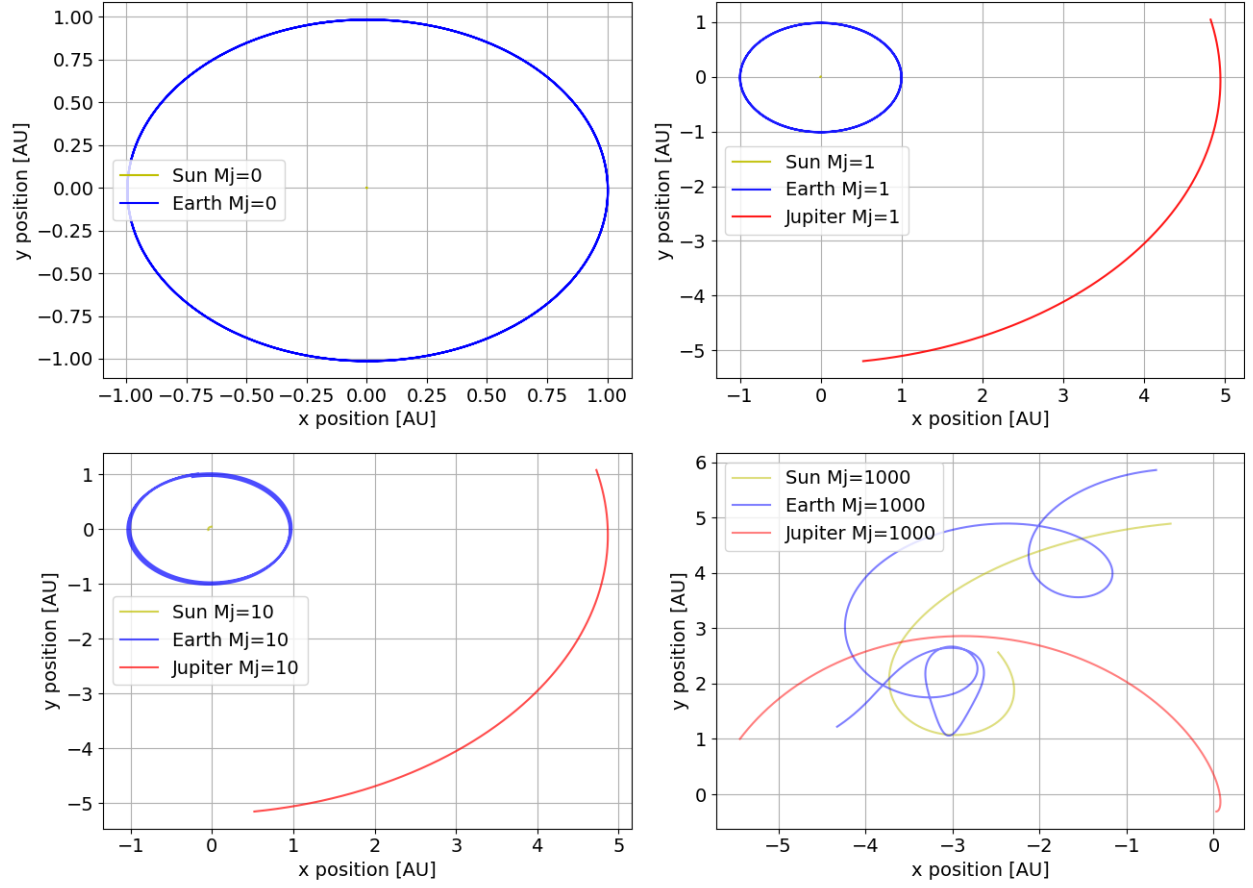 1.00
0.75
0.50
0.25
0.00
−0.25
−0.50
−0.75
−1.00
y position [AU]
Sun Mj=0
Earth Mj=0
−1.00 −0.75 −0.50 −0.25 0.00 0.25 0.50 0.75 1.00
x position [AU]
1
0
−1
−2
−3
−4
−5
y position [AU]
Sun Mj=1
Earth Mj=1
Jupiter Mj=1
−1 0 1 2 3 4 5
x position [AU]
1
0
−1
−2
−3
−4
−5
y position [AU]
Sun Mj=10
Earth Mj=10
Jupiter Mj=10
−1 0 1 2 3 4 5
x position [AU]
6
5
4
3
2
1
0
y position [AU]
Sun Mj=1000
Earth Mj=1000
Jupiter Mj=1000
−5 −4 −3 −2 −1 0
x position [AU]